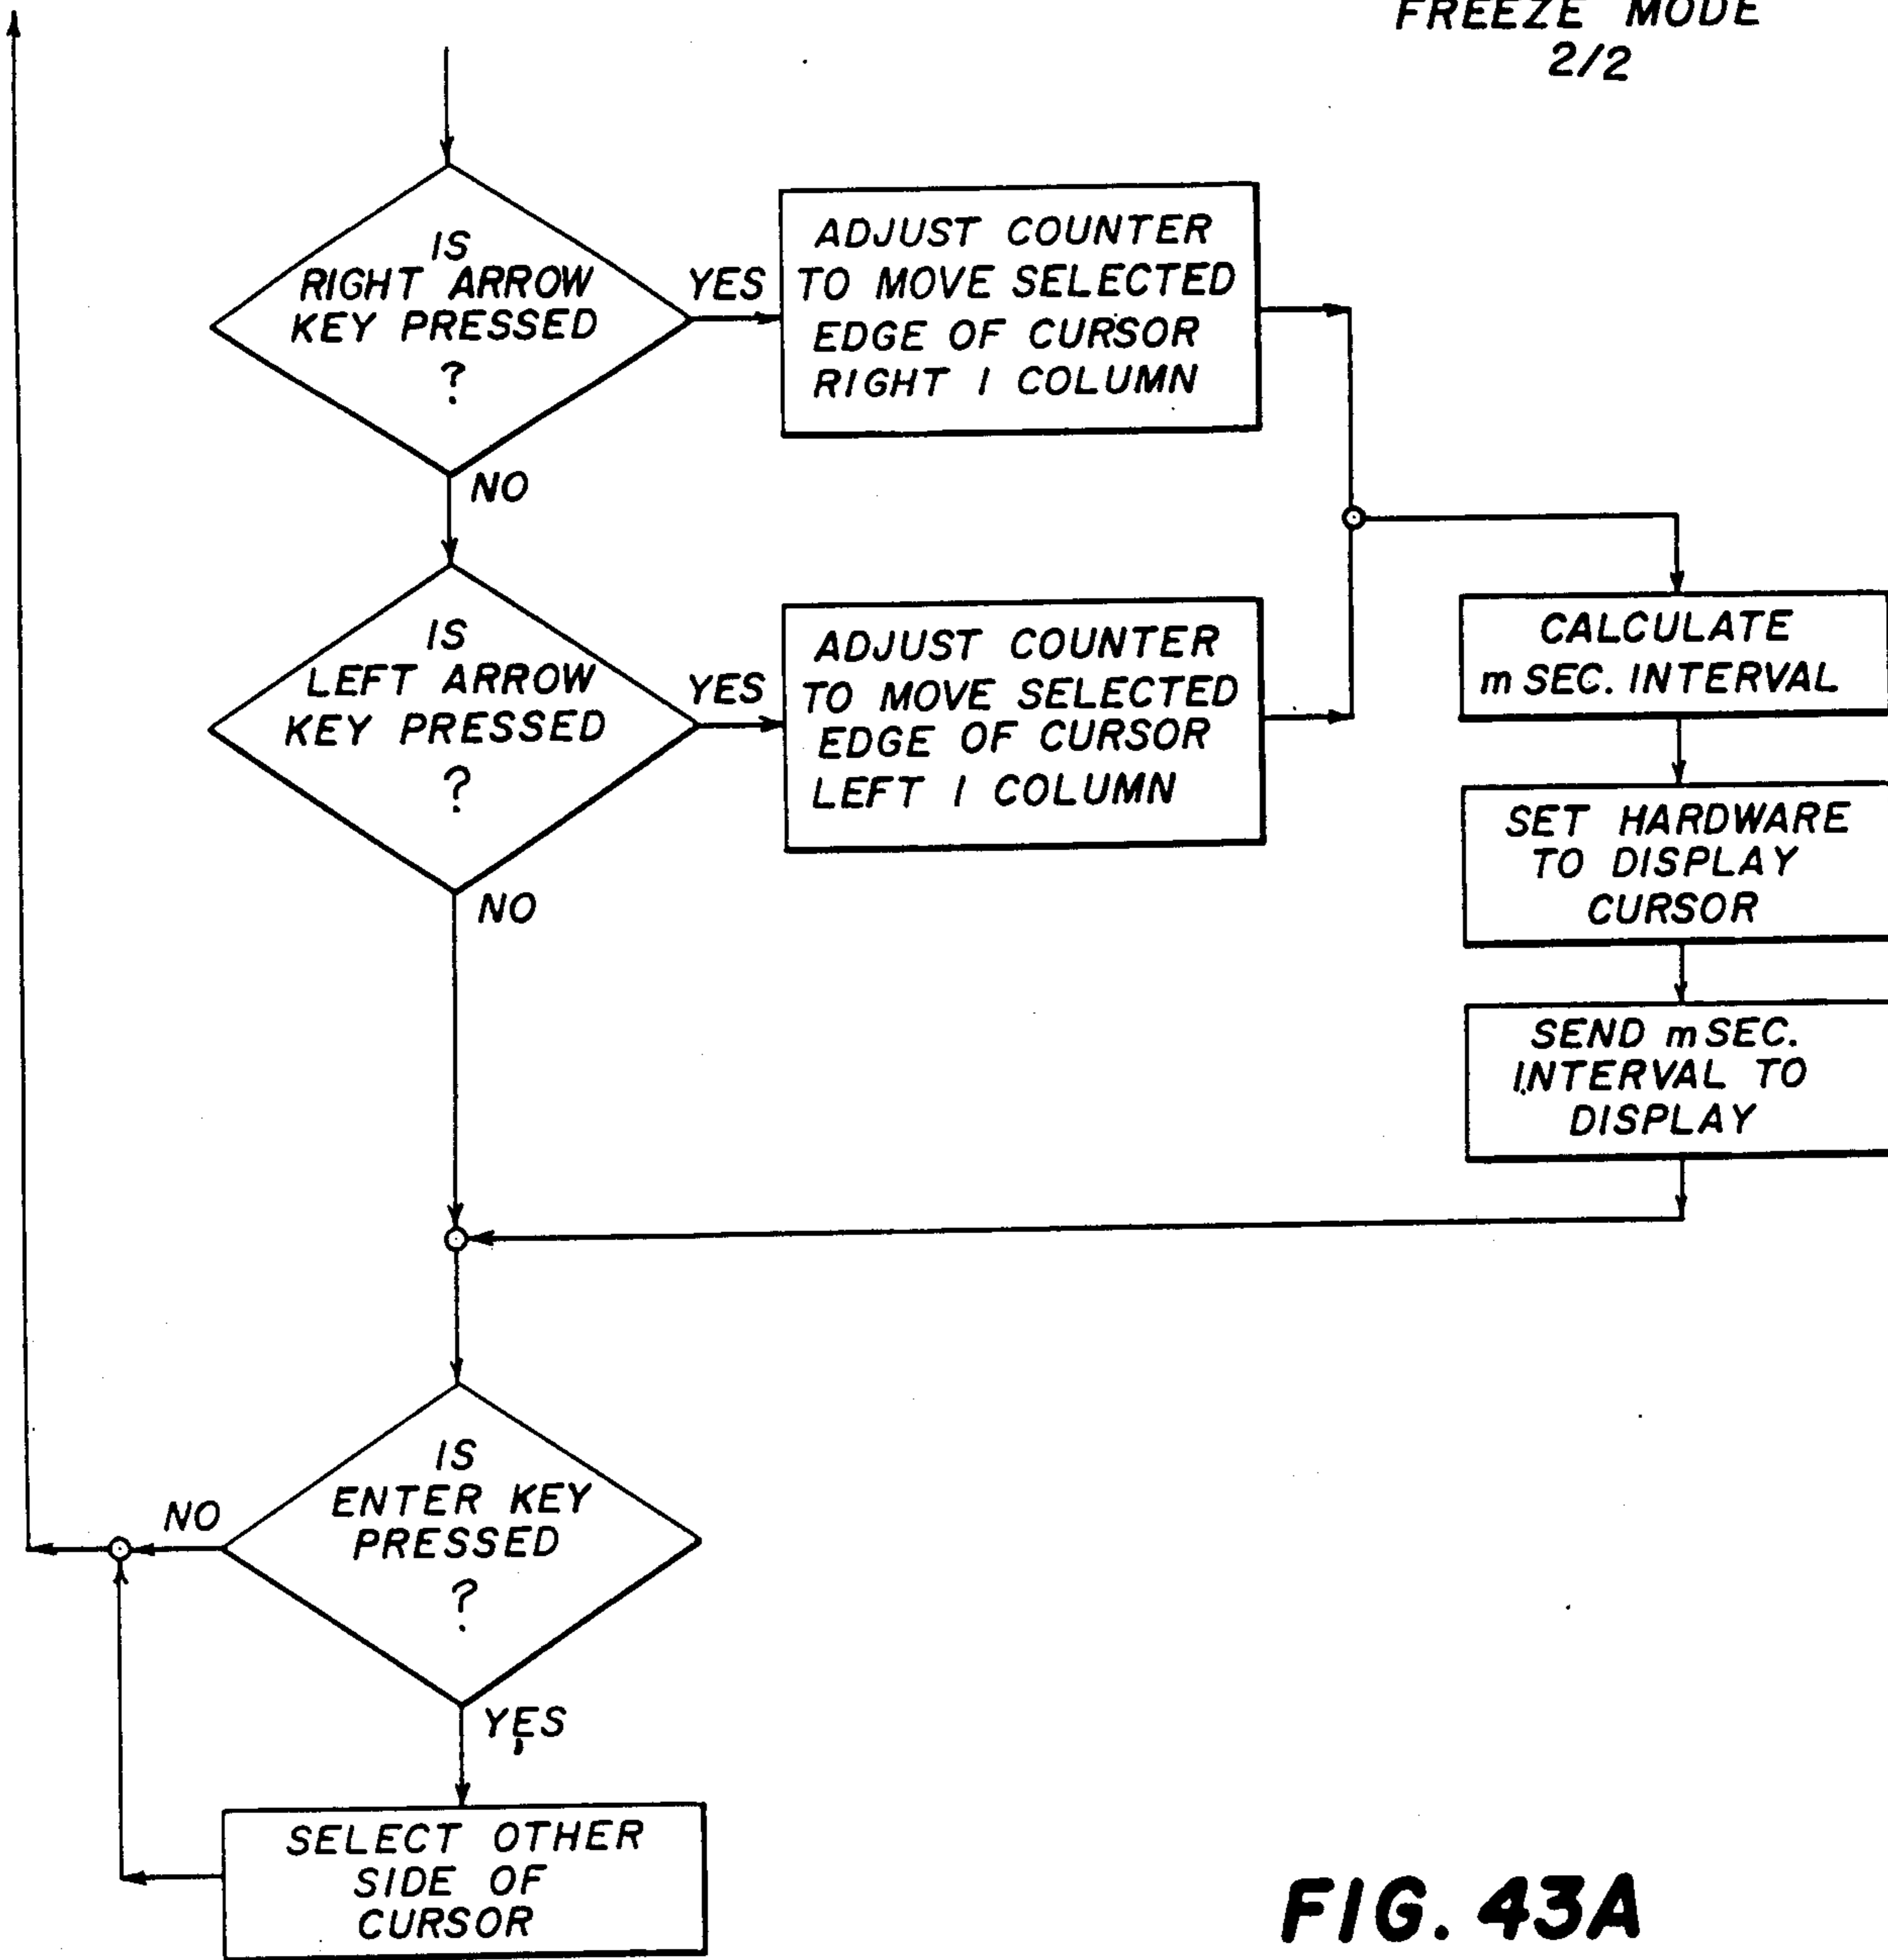 FREEZE MODE
2/2
IS
RIGHT ARROW
KEY PRESSED
?
YES
ADJUST COUNTER
TO MOVE SELECTED
EDGE OF CURSOR
RIGHT 1 COLUMN
NO
IS
LEFT ARROW
KEY PRESSED
?
YES
ADJUST COUNTER
TO MOVE SELECTED
EDGE OF CURSOR
LEFT 1 COLUMN
NO
CALCULATE
m SEC. INTERVAL
SET HARDWARE
TO DISPLAY
CURSOR
SEND m SEC.
INTERVAL TO
DISPLAY
IS
ENTER KEY
PRESSED
?
NO
YES
SELECT OTHER
SIDE OF
CURSOR
FIG. 43A